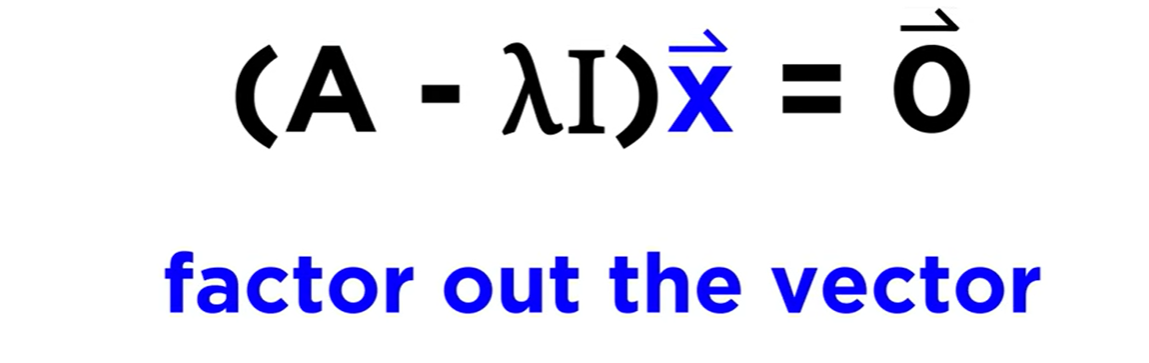 (A - λI)x⃑ = 0⃑
factor out the vector